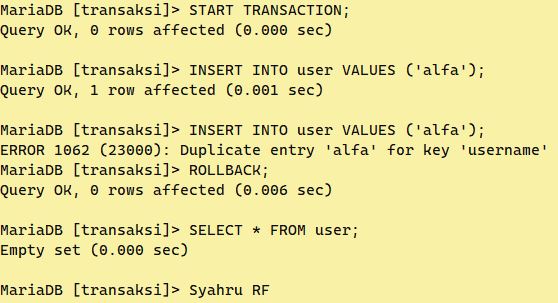 MariaDB [transaksi]> START TRANSACTION;
Query OK, 0 rows affected (0.000 sec)
MariaDB [transaksi]> INSERT INTO user VALUES ('alfa');
Query OK, 1 row affected (0.001 sec)
MariaDB [transaksi]> INSERT INTO user VALUES ('alfa');
ERROR 1062 (23000): Duplicate entry 'alfa' for key 'username'
MariaDB [transaksi]> ROLLBACK;
Query OK, 0 rows affected (0.006 sec)
MariaDB [transaksi]> SELECT * FROM user;
Empty set (0.000 sec)
MariaDB [transaksi]> Syahru RF